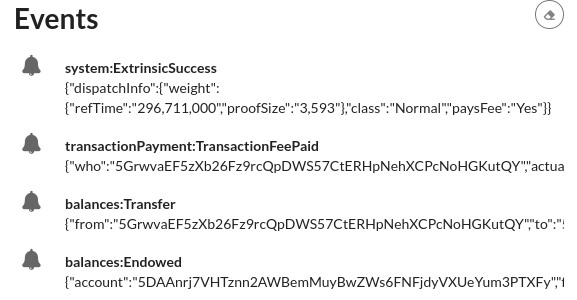 Events
system:ExtrinsicSuccess
{"dispatchInfo":{"weight":
{"refTime":"296,711,000","proofSize":"3,593"},"class":"Normal","paysFee":"Yes"}}
transactionPayment:TransactionFeePaid
{"who":"5GrwvaEF5zXb26Fz9rcQpDWS57CtERHpNehXCPcNoHGKutQY","actua
balances:Transfer
{"from":"5GrwvaEF5zXb26Fz9rcQpDWS57CtERHpNehXCPcNoHGKutQY","to":"
balances:Endowed
{"account":"5DAAnrj7VHTznn2AWBemMuyBwZWs6FNFjdyVXUeYum3PTXFy","